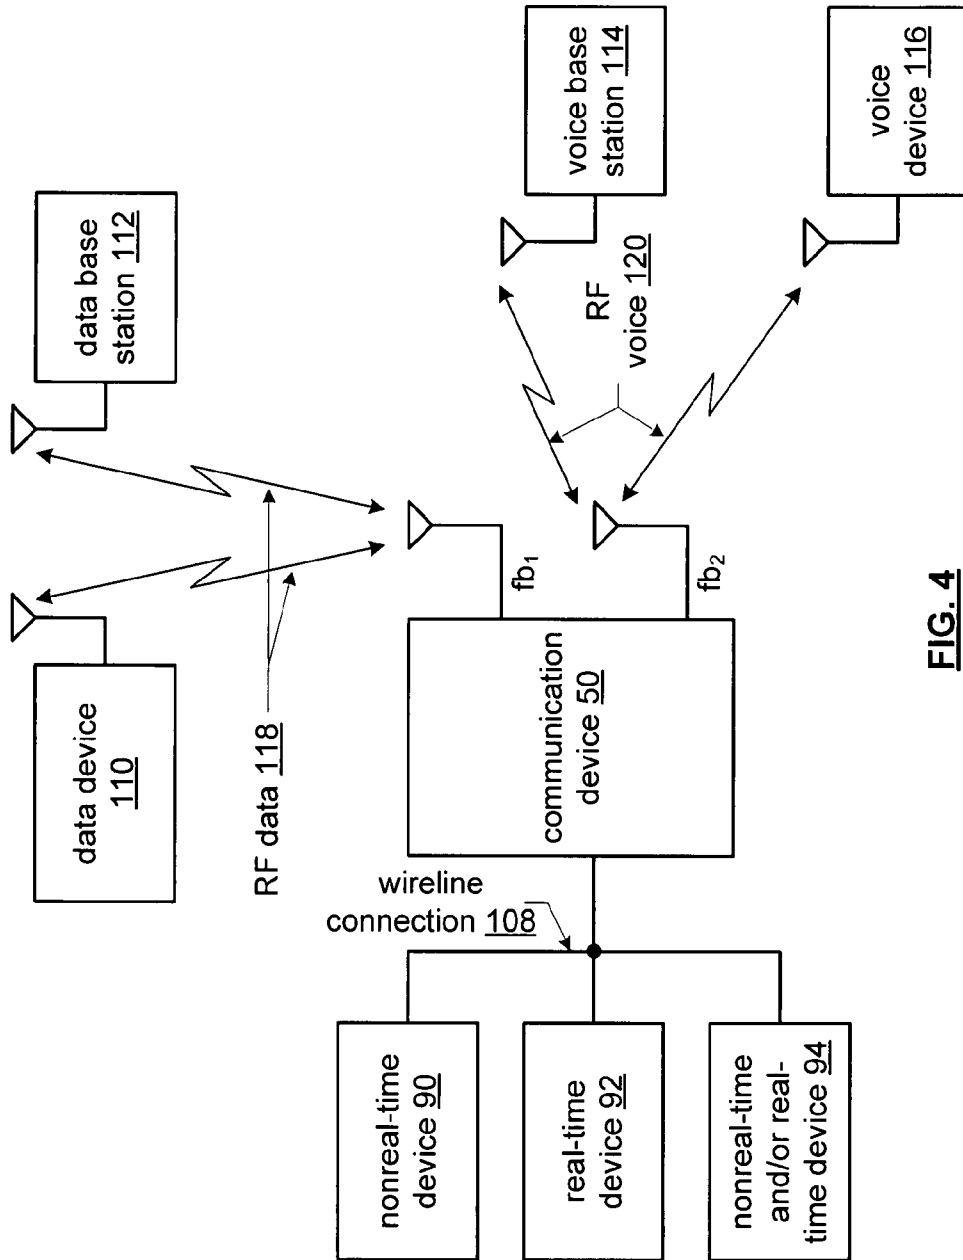 data device
110
data base
station 112
RF data 118
wireline
connection 108
nonreal-time
device 90
real-time
device 92
nonreal-time
and/or real-
time device 94
communication
device 50
fb1
fb2
RF
voice 120
voice base
station 114
voice
device 116
FIG. 4